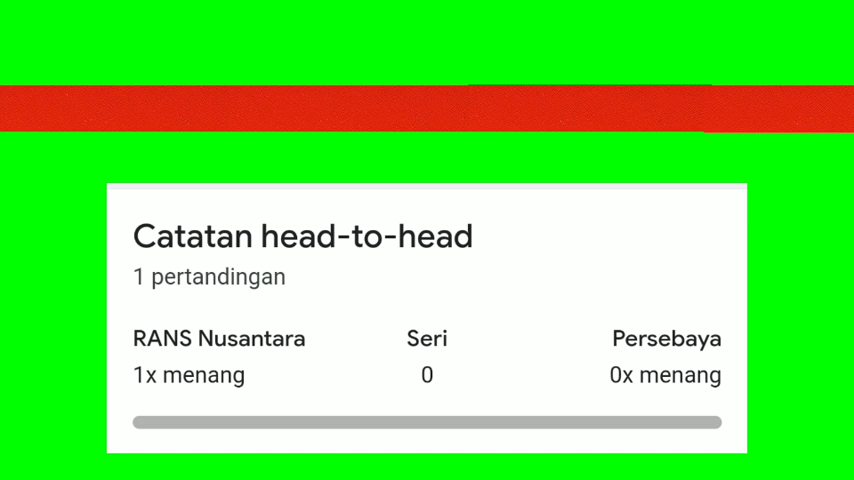 Catatan head-to-head
1 pertandingan
RANS Nusantara Seri Persebaya
1x menang 0 0x menang